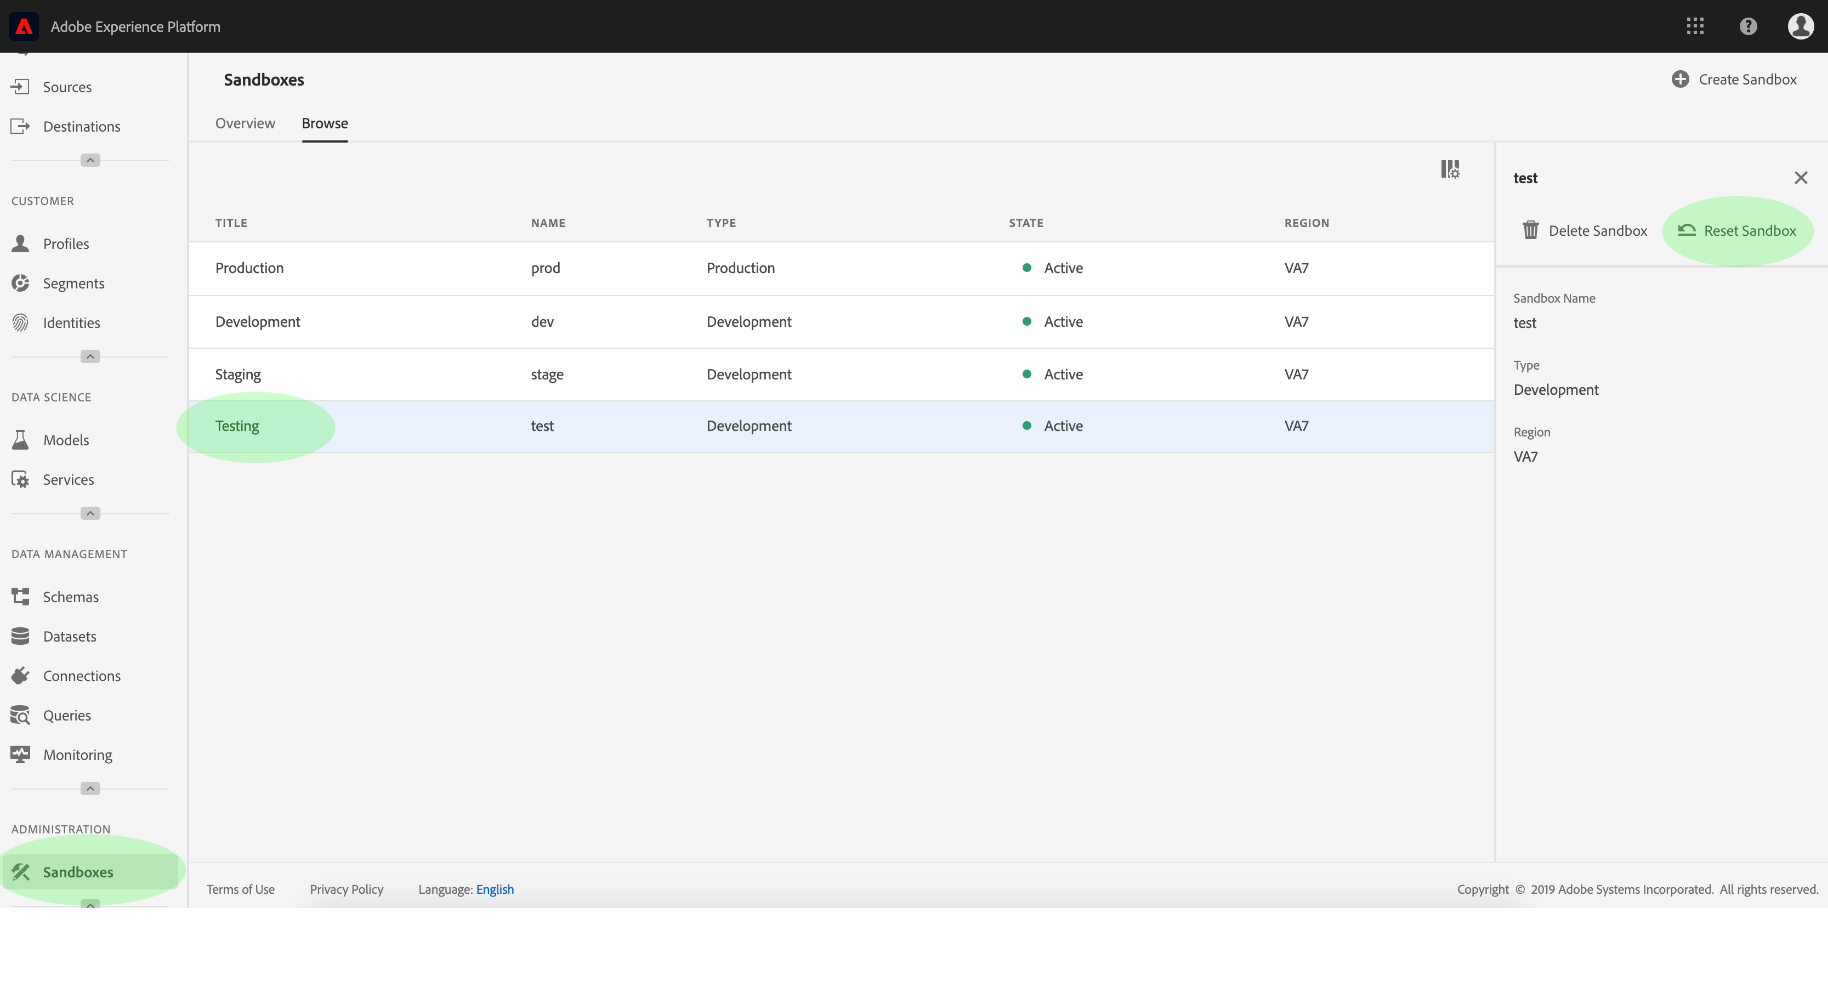 Adobe Experience Platform
Sources
Destinations
CUSTOMER
Profiles
Segments
Identities
DATA SCIENCE
Models
Services
DATA MANAGEMENT
Schemas
Datasets
Connections
Queries
Monitoring
ADMINISTRATION
Sandboxes
Sandboxes
Create Sandbox
Overview Browse
TITLE NAME TYPE STATE REGION
Production prod Production Active VA7
Development dev Development Active VA7
Staging stage Development Active VA7
Testing test Development Active VA7
test
Delete Sandbox Reset Sandbox
Sandbox Name
test
Type
Development
Region
VA7
Terms of Use Privacy Policy Language: English Copyright © 2019 Adobe Systems Incorporated. All rights reserved.